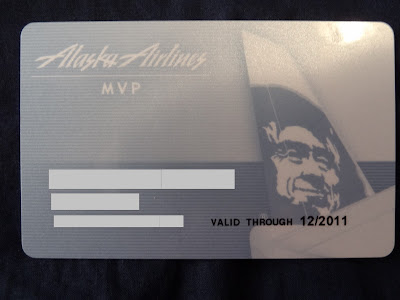 Alaska Airlines
MVP
VALID THROUGH 12/2011